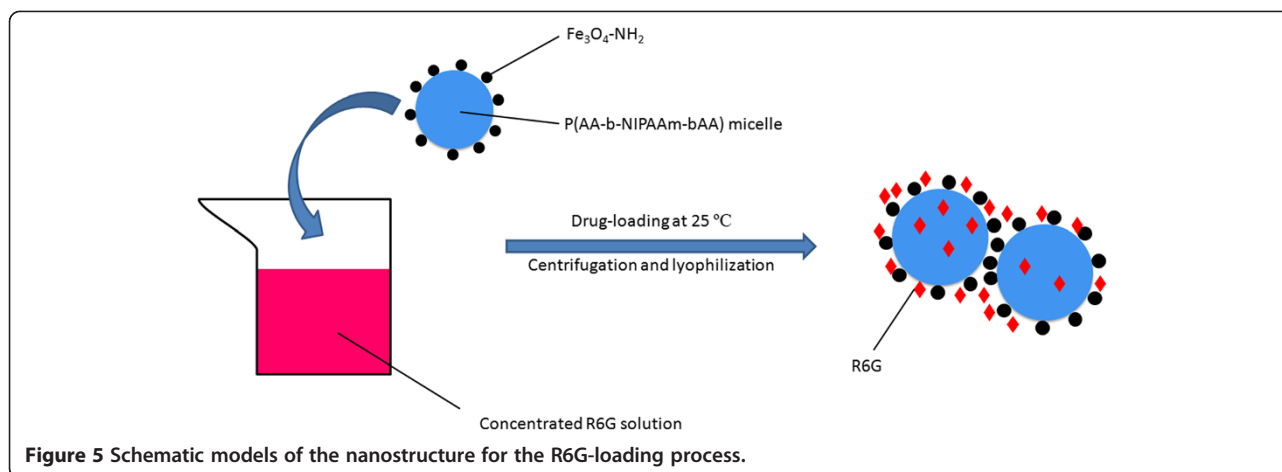 Fe₃O₄-NH₂
P(AA-b-NIPAAm-bAA) micelle
Drug-loading at 25 ℃
Centrifugation and lyophilization
R6G
Concentrated R6G solution
Figure 5 Schematic models of the nanostructure for the R6G-loading process.